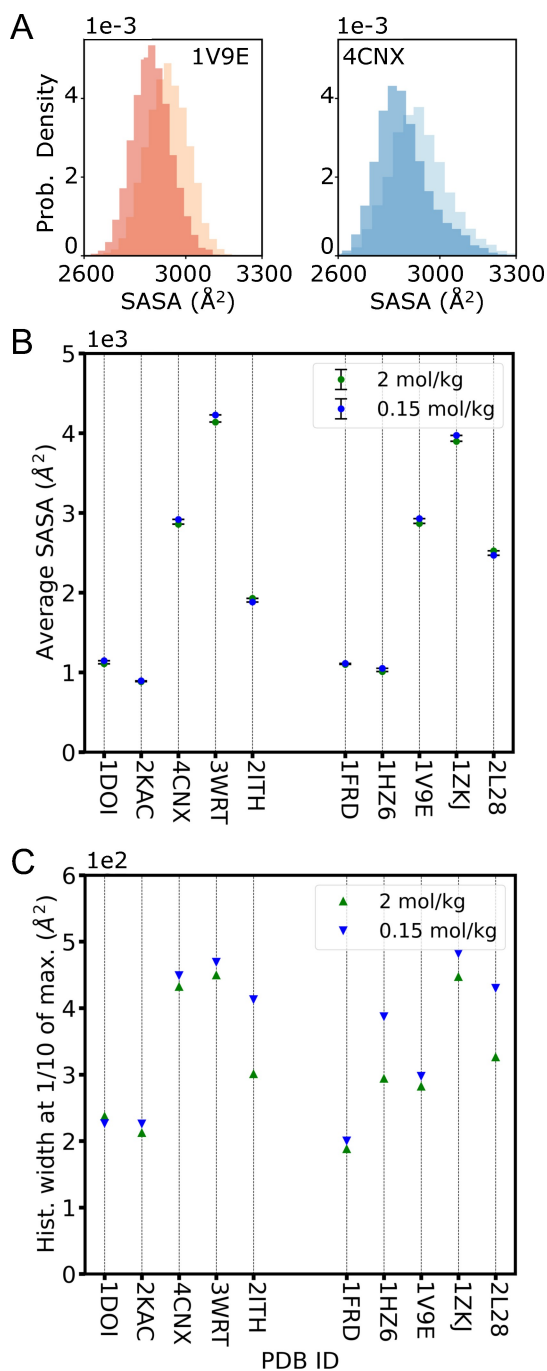 A
1e-3
1V9E
1e-3
4CNX
Prob. Density
4
2
0
4
2
0
2600 3000 3300
2600 3000 3300
SASA (Å²)
SASA (Å²)
B
1e3
5
4
3
2
1
0
Average SASA (Å²)
2 mol/kg
0.15 mol/kg
1DOI
2KAC
4CNX
3WRT
2ITH
1FRD
1HZ6
1V9E
1ZKJ
2L28
C
1e2
6
5
4
3
2
1
0
Hist. width at 1/10 of max. (Å²)
2 mol/kg
0.15 mol/kg
1DOI
2KAC
4CNX
3WRT
2ITH
1FRD
1HZ6
1V9E
1ZKJ
2L28
PDB ID